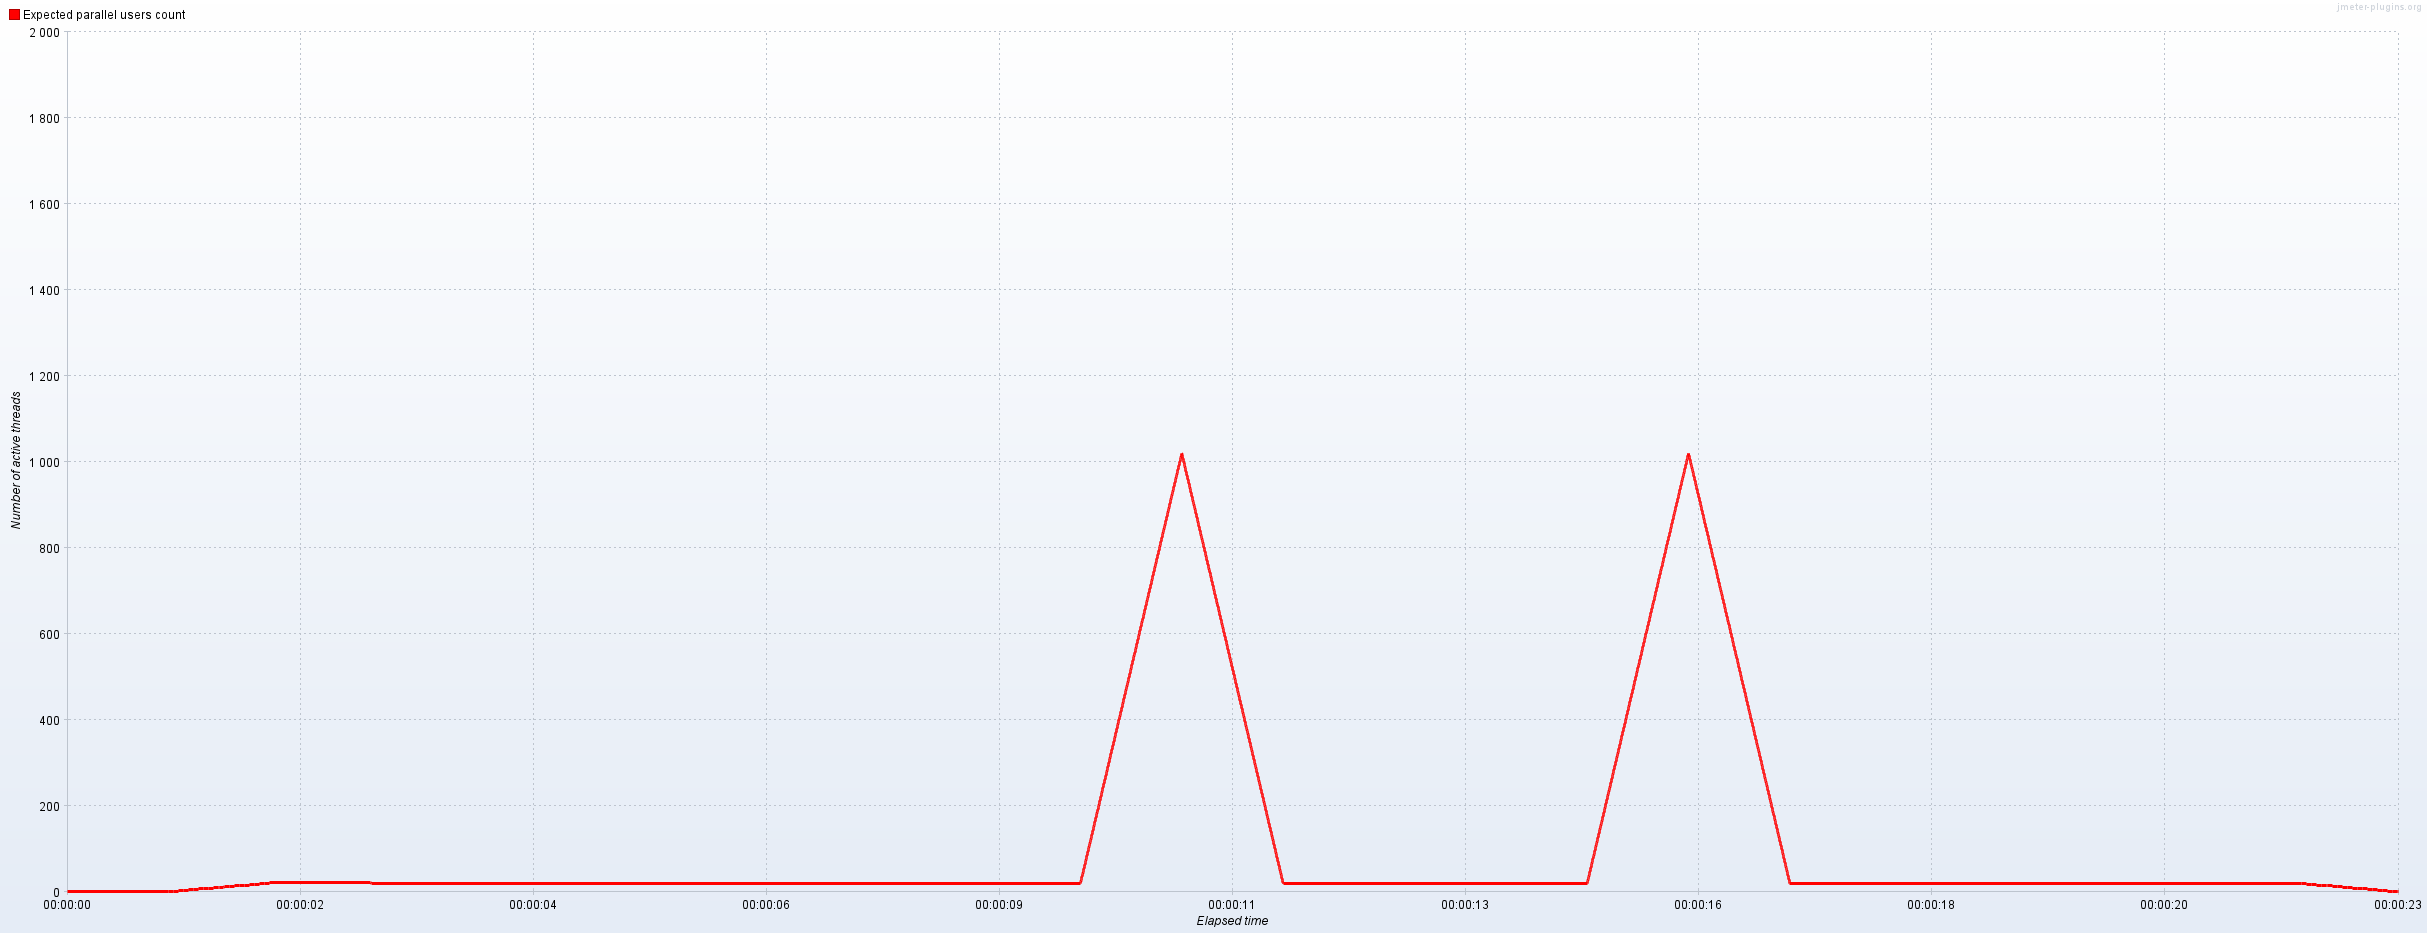 Expected parallel users count
jmeter-plugins.org
2 000
1 800
1 600
1 400
1 200
1 000
800
600
400
200
0
Number of active threads
00:00:00 00:00:02 00:00:04 00:00:06 00:00:09 00:00:11 00:00:13 00:00:16 00:00:18 00:00:20 00:00:23
Elapsed time